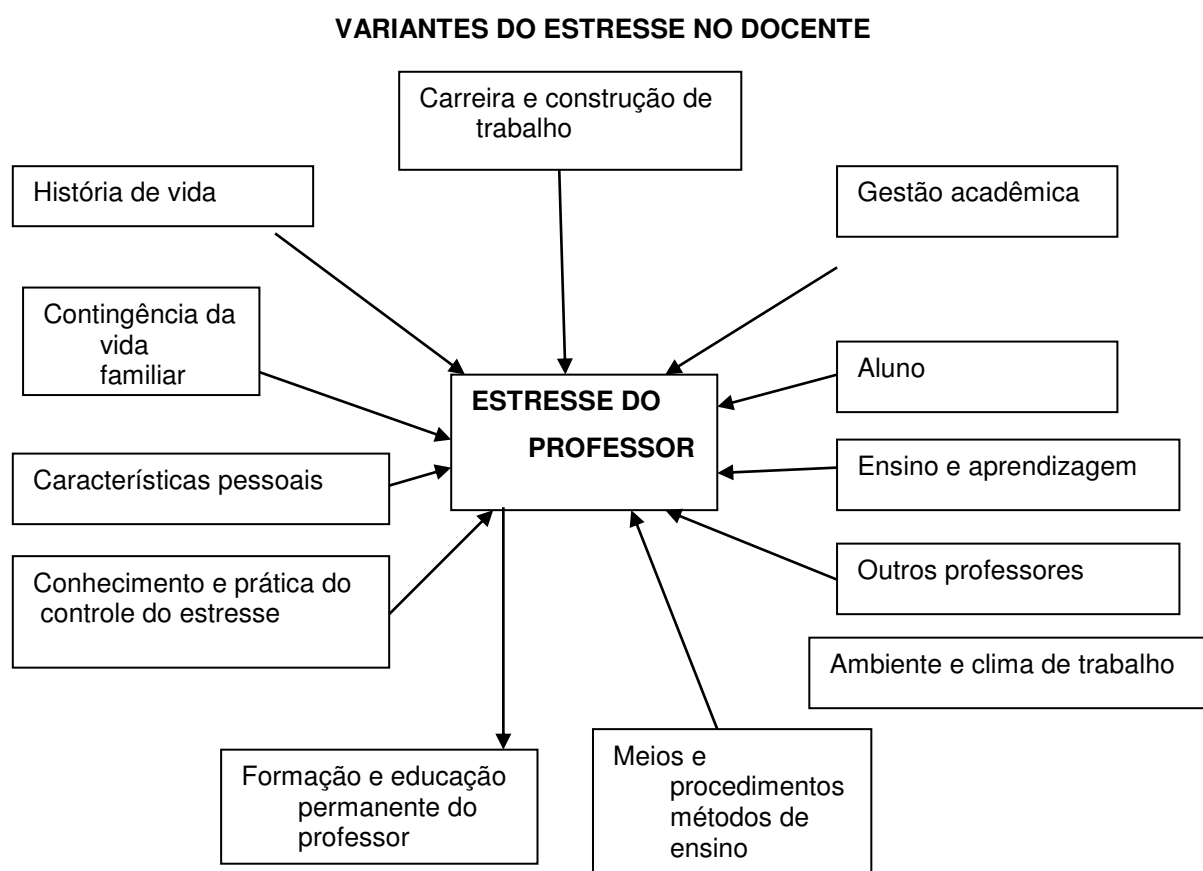 VARIANTES DO ESTRESSE NO DOCENTE
Carreira e construção de
trabalho
História de vida
Gestão acadêmica
Contingência da
vida
familiar
Aluno
ESTRESSE DO
PROFESSOR
Características pessoais
Ensino e aprendizagem
Conhecimento e prática do
controle do estresse
Outros professores
Ambiente e clima de trabalho
Formação e educação
permanente do
professor
Meios e
procedimentos
métodos de
ensino